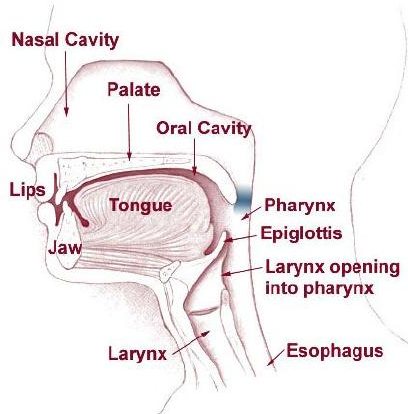 Nasal Cavity
Palate
Oral Cavity
Lips
Tongue
Pharynx
Epiglottis
Jaw
Larynx opening
into pharynx
Larynx
Esophagus